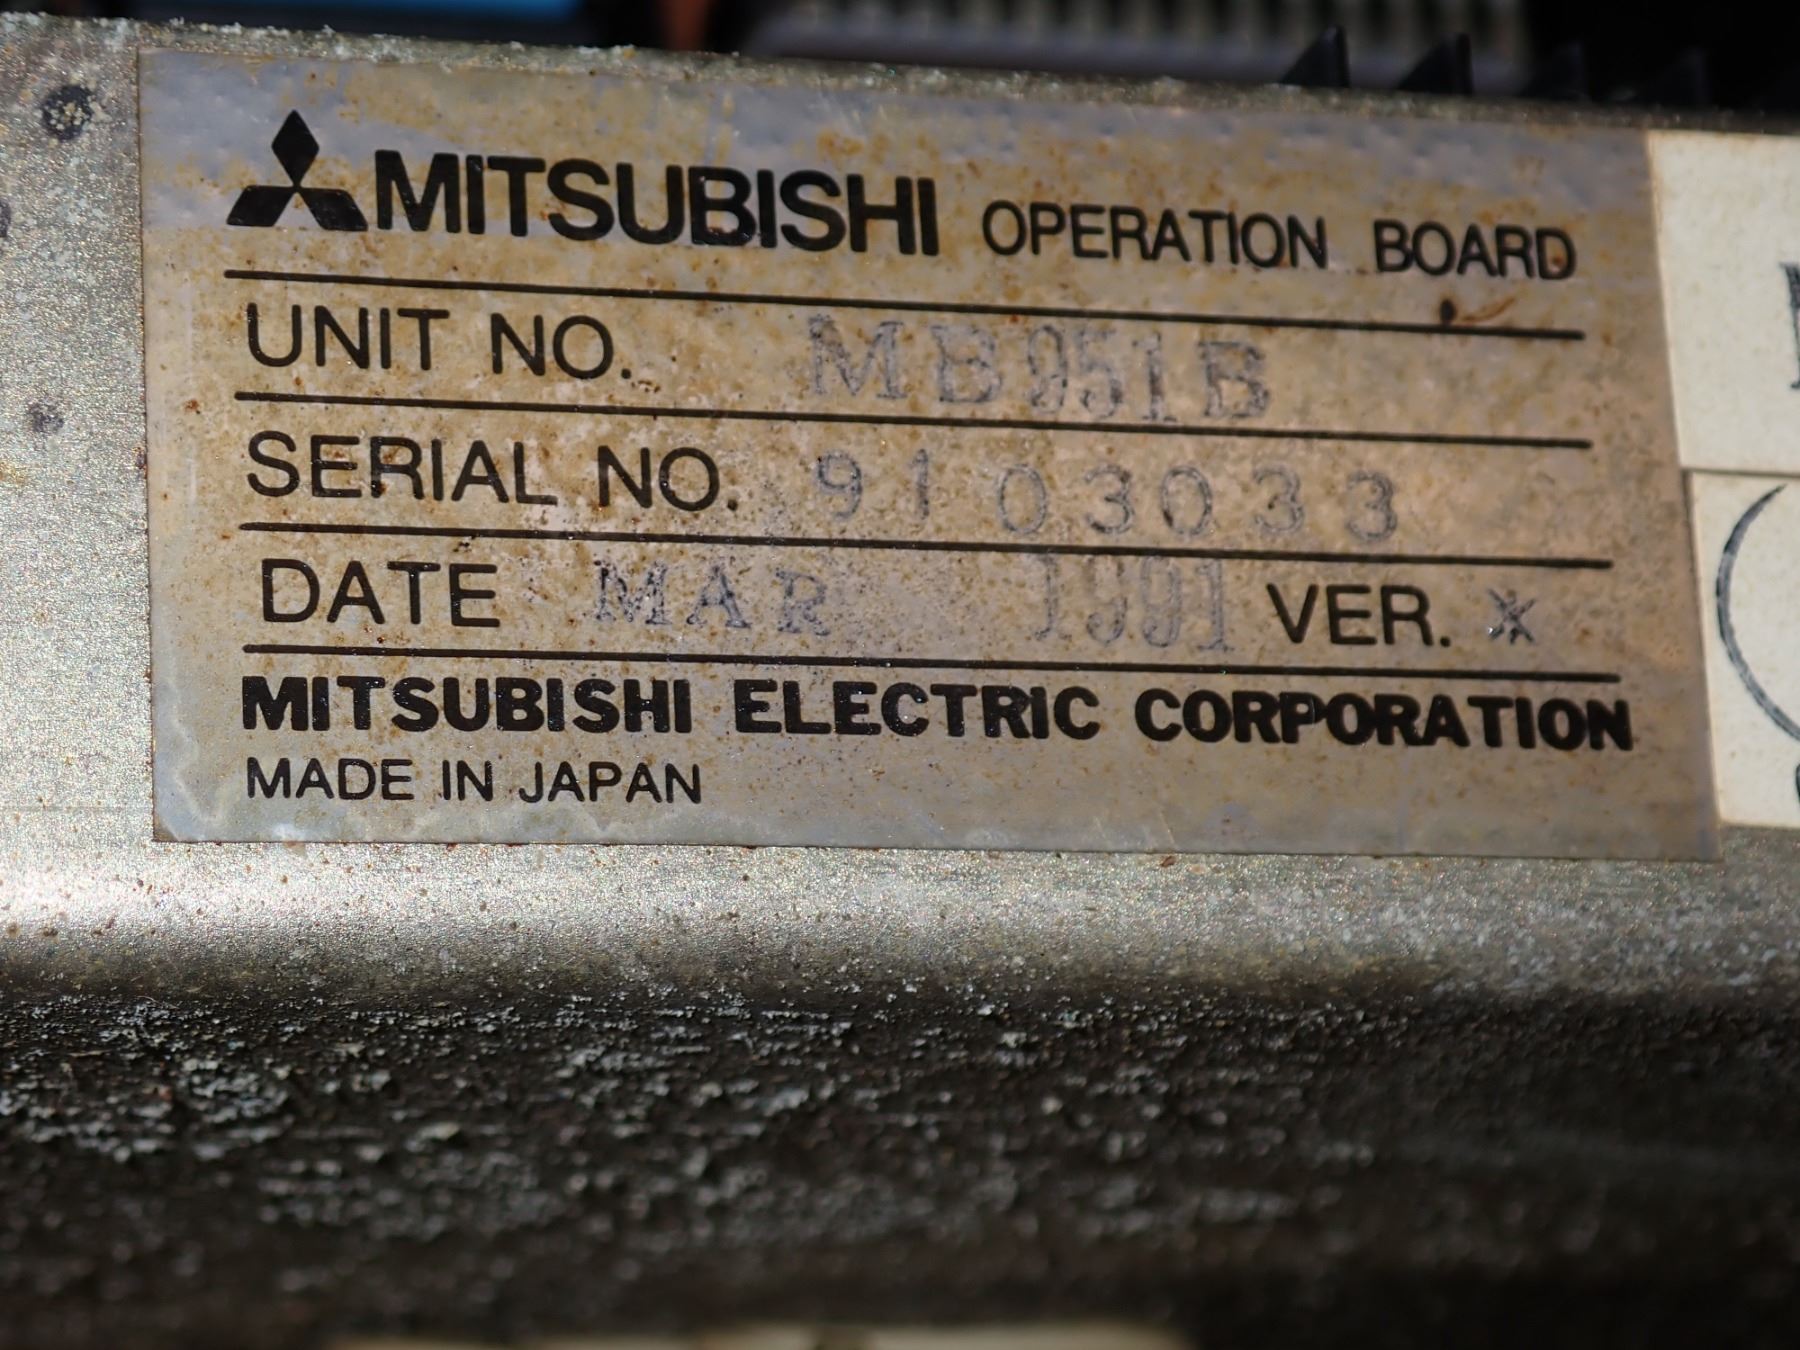 MITSUBISHI OPERATION BOARD
UNIT NO. MB951B
SERIAL NO. 9103033
DATE MAR 1991 VER. *
MITSUBISHI ELECTRIC CORPORATION
MADE IN JAPAN